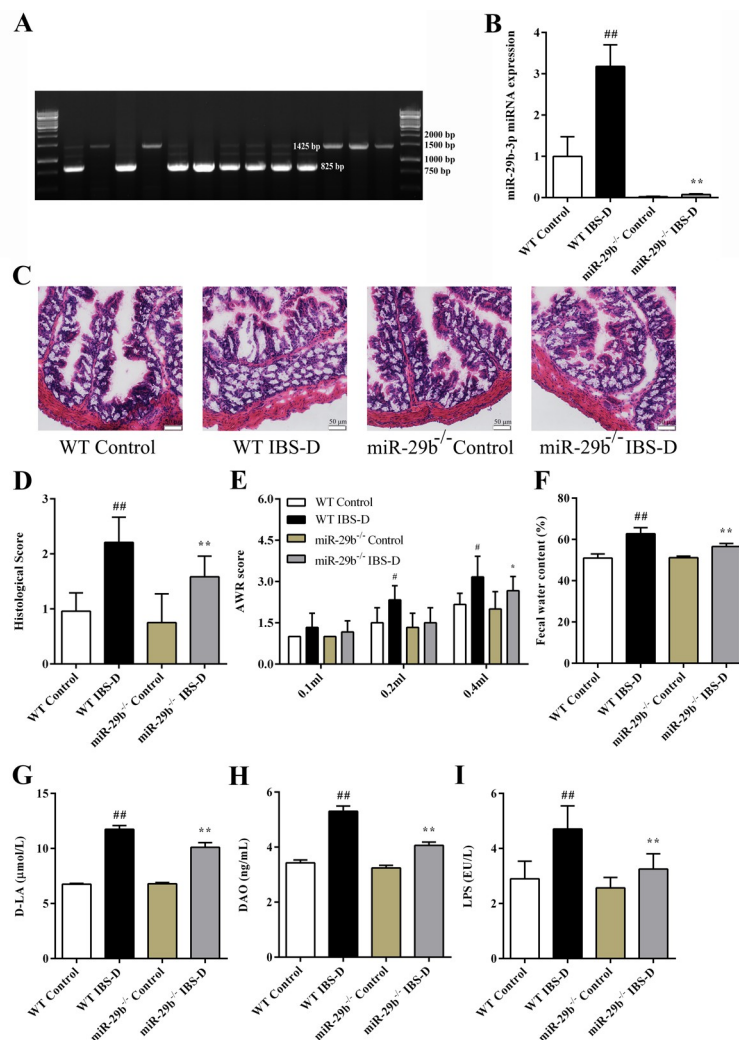 A
1425 bp
825 bp
2000 bp
1500 bp
1000 bp
750 bp
B
miR-29b-3p miRNA expression
4
3
2
1
0
##
**
WT Control
WT IBS-D
miR-29b-/- Control
miR-29b-/- IBS-D
C
50 μm
50 μm
50 μm
50 μm
WT Control
WT IBS-D
miR-29b-/- Control
miR-29b-/- IBS-D
D
Histological Score
3
2
1
0
##
**
WT Control
WT IBS-D
miR-29b-/- Control
miR-29b-/- IBS-D
E
AWR score
6.0
4.5
3.0
1.5
0.0
WT Control
WT IBS-D
miR-29b-/- Control
miR-29b-/- IBS-D
#
#
*
0.1ml
0.2ml
0.4ml
F
Fecal water content (%)
80
60
40
20
0
##
**
WT Control
WT IBS-D
miR-29b-/- Control
miR-29b-/- IBS-D
G
D-LA (μmol/L)
15
10
5
0
##
**
WT Control
WT IBS-D
miR-29b-/- Control
miR-29b-/- IBS-D
H
DAO (ng/mL)
6
4
2
0
##
**
WT Control
WT IBS-D
miR-29b-/- Control
miR-29b-/- IBS-D
I
LPS (EU/L)
6
4
2
0
##
**
WT Control
WT IBS-D
miR-29b-/- Control
miR-29b-/- IBS-D